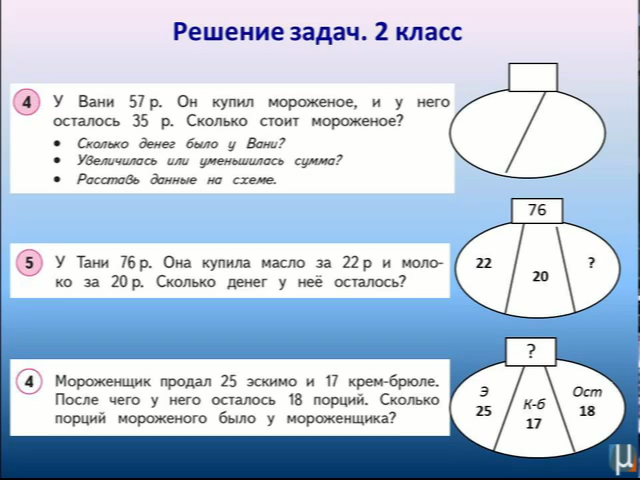 Решение задач. 2 класс
4
У Вани 57 р. Он купил мороженое, и у него
осталось 35 р. Сколько стоит мороженое?
• Сколько денег было у Вани?
• Увеличилась или уменьшилась сумма?
• Расставь данные на схеме.
5
У Тани 76 р. Она купила масло за 22 р и моло-
ко за 20 р. Сколько денег у неё осталось?
76
22
20
?
4
Мороженщик продал 25 эскимо и 17 крем-брюле.
После чего у него осталось 18 порций. Сколько
порций мороженого было у мороженщика?
?
Э
25
К-б
17
Ост
18
μ